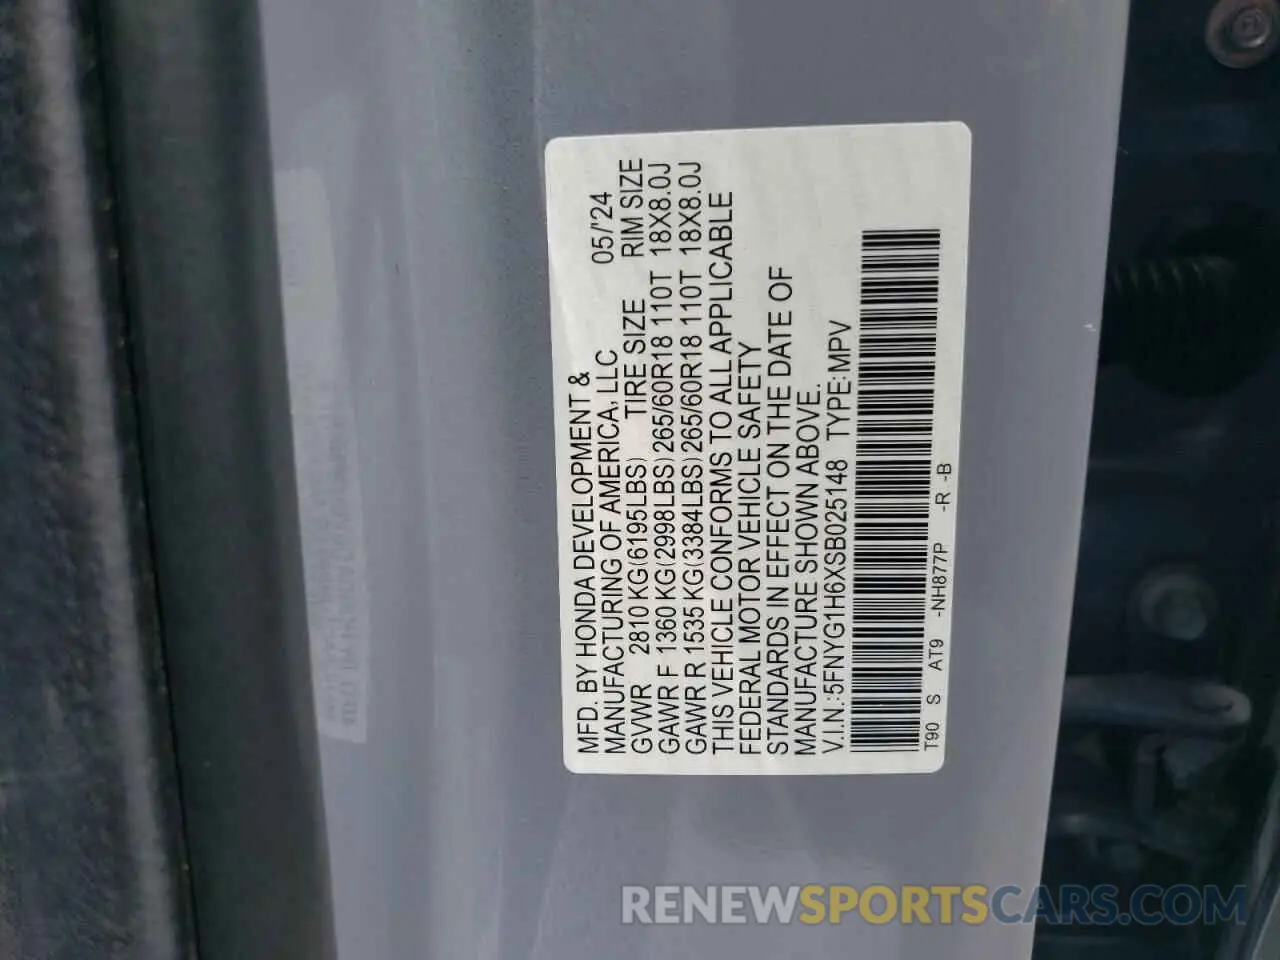 MFD. BY HONDA DEVELOPMENT &
MANUFACTURING OF AMERICA, LLC 05/'24
GVWR 2810 KG(6195LBS) TIRE SIZE RIM SIZE
GAWR F 1360 KG(2998LBS) 265/60R18 110T 18X8.0J
GAWR R 1535 KG(3384LBS) 265/60R18 110T 18X8.0J
THIS VEHICLE CONFORMS TO ALL APPLICABLE
FEDERAL MOTOR VEHICLE SAFETY
STANDARDS IN EFFECT ON THE DATE OF
MANUFACTURE SHOWN ABOVE.
V.I.N.:5FNYG1H6XSB025148 TYPE:MPV
T90 S AT9 -NH877P -R -B
RENEWSPORTSCARS.COM